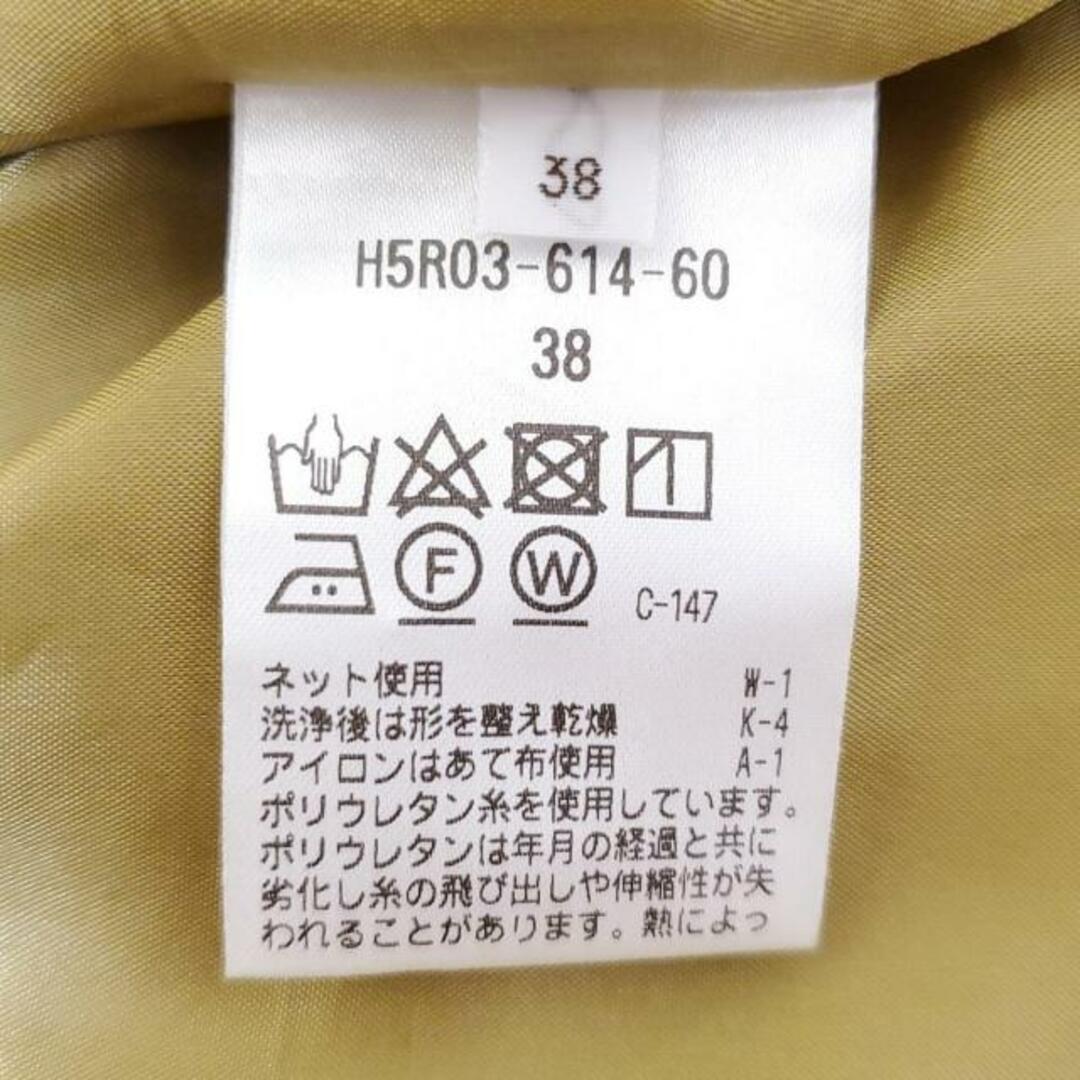 38
H5R03-614-60
38
F W C-147
ネット使用 W-1
洗浄後は形を整え乾燥 K-4
アイロンはあて布使用 A-1
ポリウレタン糸を使用しています。
ポリウレタンは年月の経過と共に
劣化し糸の飛び出しや伸縮性が失
われることがあります。熱によっ